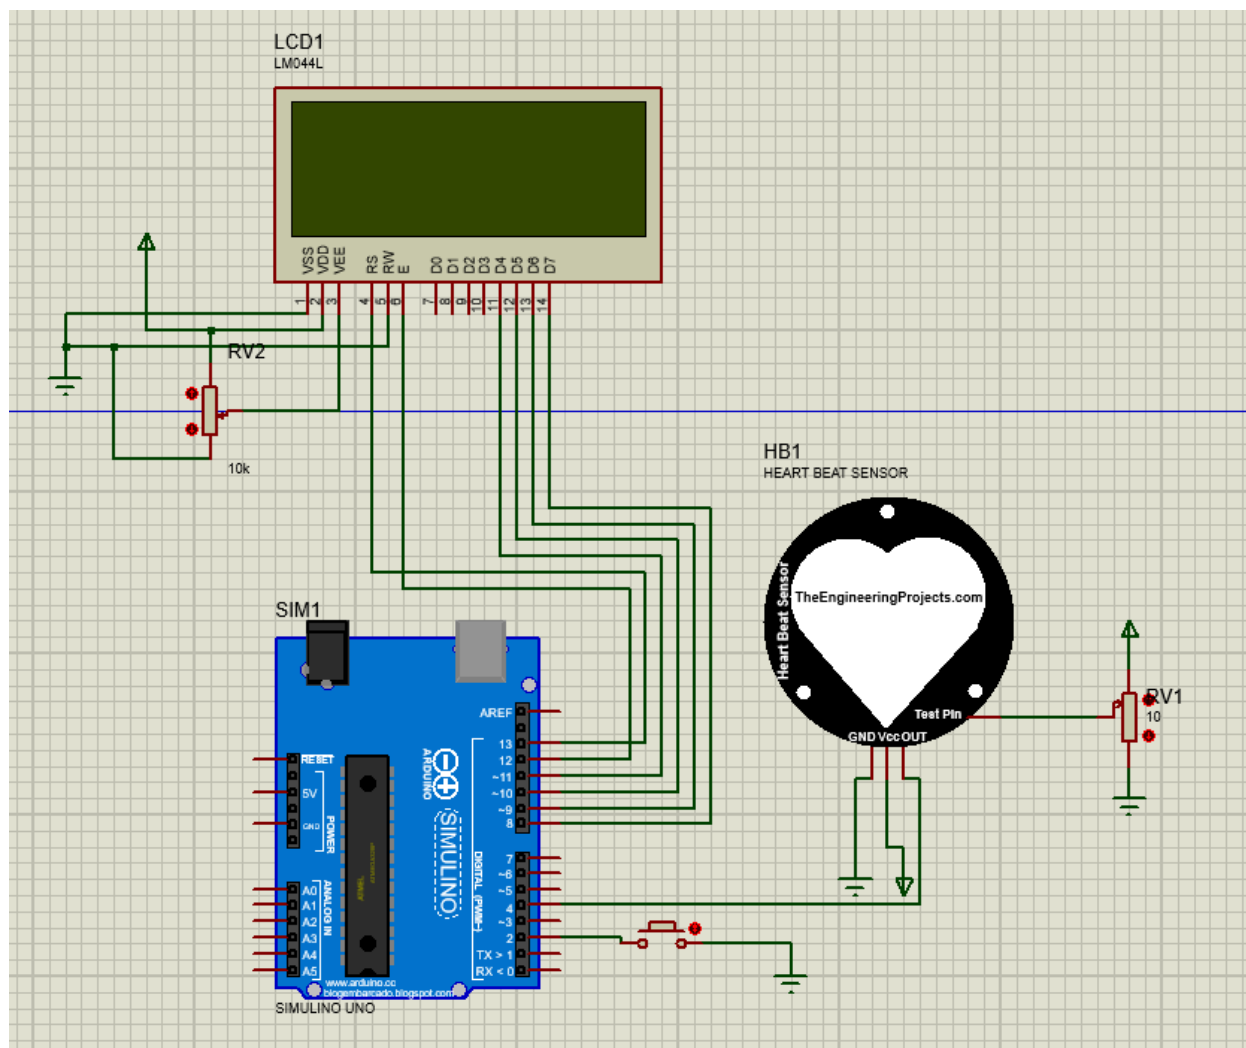 LCD1
LM044L
VSS
VDD
VEE
RS
RW
E
D0
D1
D2
D3
D4
D5
D6
D7
1
2
3
4
5
6
7
8
9
10
11
12
13
14
RV2
10k
HB1
HEART BEAT SENSOR
Heart Beat Sensor
TheEngineeringProjects.com
Test Pin
GND Vcc OUT
RV1
10
SIM1
AREF
13
12
~11
~10
~9
8
7
~6
~5
4
~3
2
TX > 1
RX < 0
RESET
5V
GND
POWER
A0
A1
A2
A3
A4
A5
ANALOG IN
ARDUINO
SIMULINO
DIGITAL (PWM~)
ATMEL
www.arduino.cc
blogembarcado.blogspot.com
SIMULINO UNO